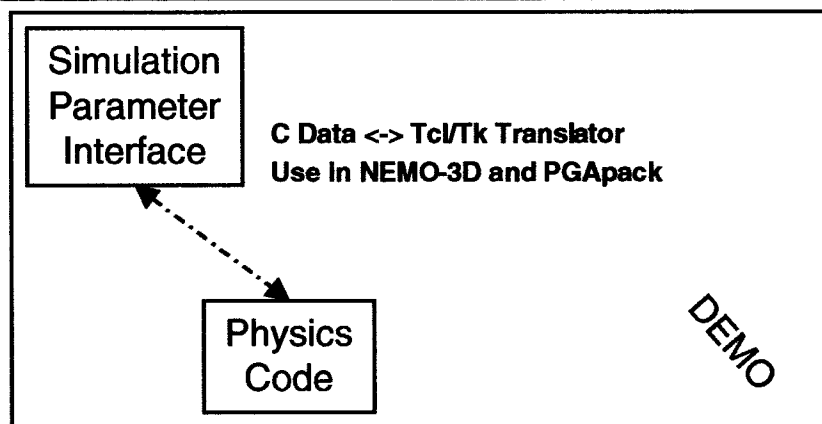 Simulation
Parameter
Interface
C Data <-> Tcl/Tk Translator
Use in NEMO-3D and PGApack
Physics
Code
DEMO